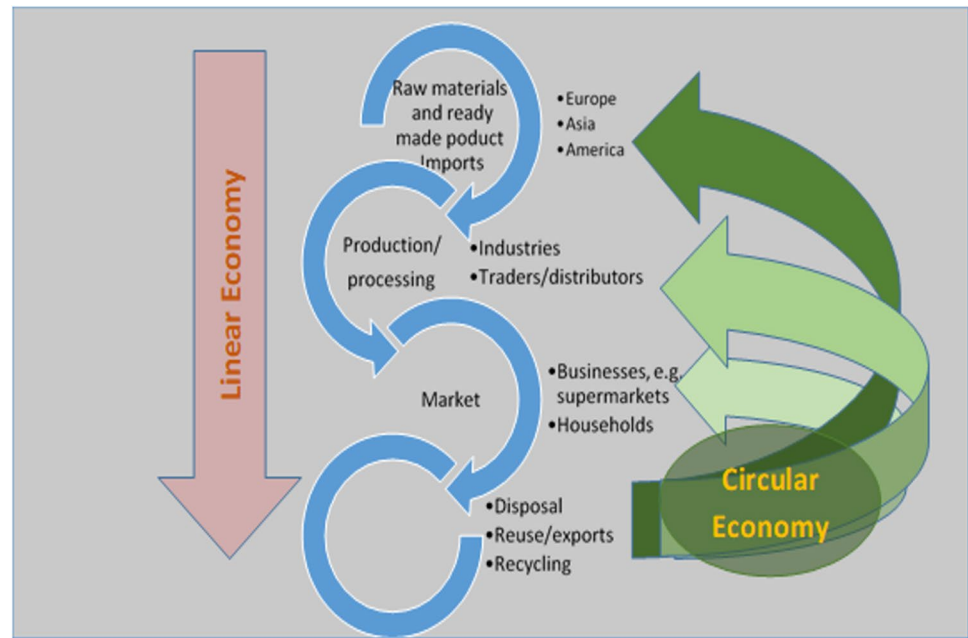 Linear Economy
Raw materials
and ready
made poduct
Imports
•Europe
•Asia
•America
Production/
processing
•Industries
•Traders/distributors
Market
•Businesses, e.g.
supermarkets
•Households
•Disposal
•Reuse/exports
•Recycling
Circular
Economy